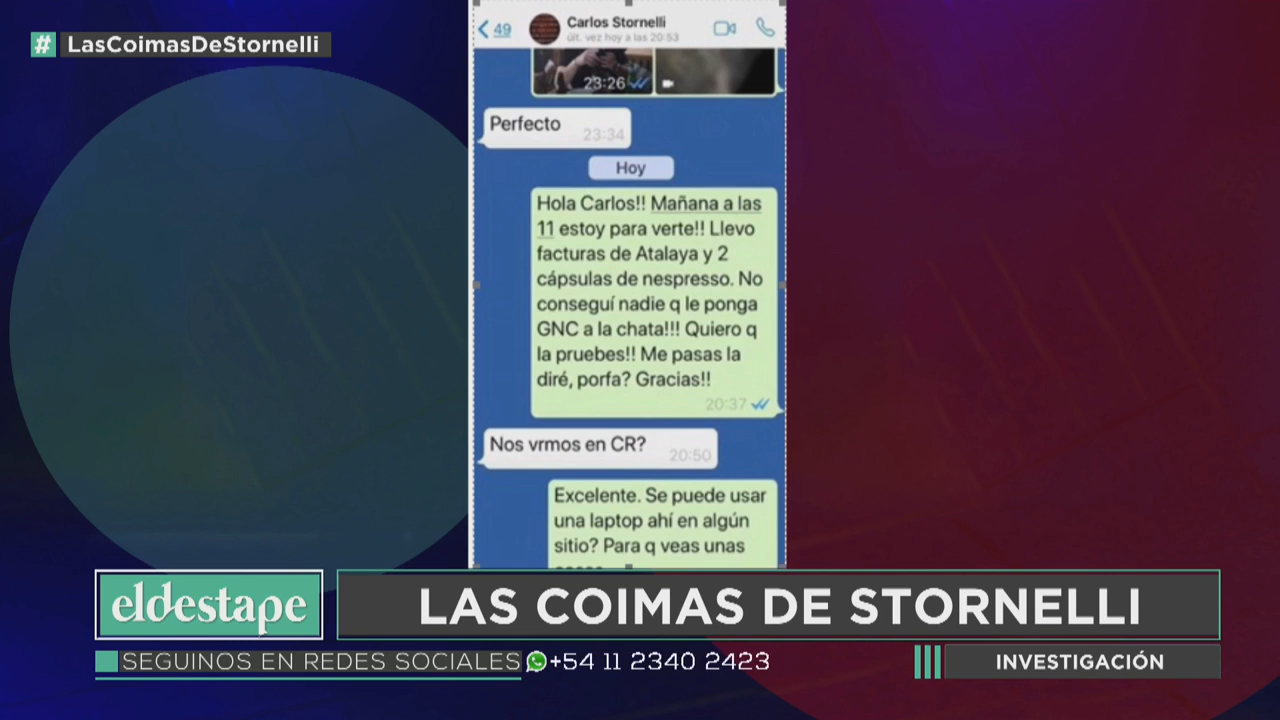 # LasCoimasDeStornelli
49
Carlos Stornelli
últ. vez hoy a las 20:53
23:26
Perfecto
23:34
Hoy
Hola Carlos!! Mañana a las
11 estoy para verte!! Llevo
facturas de Atalaya y 2
cápsulas de nespresso. No
conseguí nadie q le ponga
GNC a la chata!!! Quiero q
la pruebes!! Me pasas la
diré, porfa? Gracias!!
20:37
Nos vrmos en CR?
20:50
Excelente. Se puede usar
una laptop ahí en algún
sitio? Para q veas unas
eldestape
LAS COIMAS DE STORNELLI
SEGUINOS EN REDES SOCIALES +54 11 2340 2423
INVESTIGACIÓN